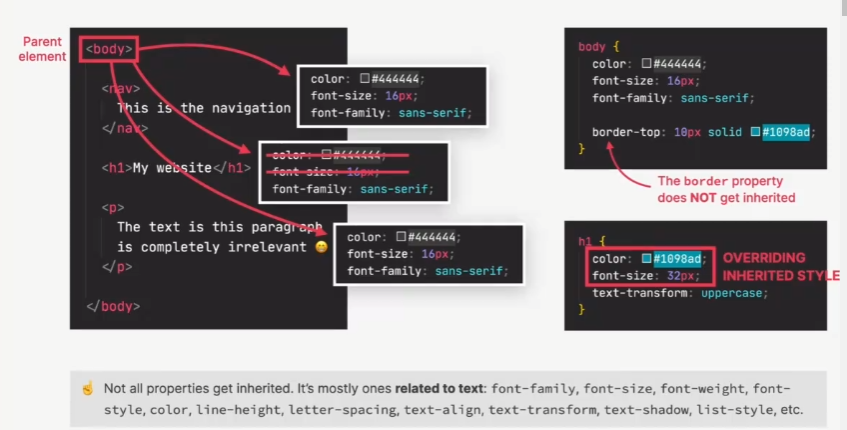 Parent
element
<body>
<nav>
This is the navigation
</nav>
<h1>My website</h1>
<p>
The text is this paragraph
is completely irrelevant 😁
</p>
</body>
color: #444444;
font-size: 16px;
font-family: sans-serif;
color: #444444;
font-size: 16px;
font-family: sans-serif;
color: #444444;
font-size: 16px;
font-family: sans-serif;
body {
color: #444444;
font-size: 16px;
font-family: sans-serif;
border-top: 10px solid #1098ad;
}
The border property
does NOT get inherited
h1 {
color: #1098ad;
font-size: 32px;
text-transform: uppercase;
}
OVERRIDING
INHERITED STYLE
☝️ Not all properties get inherited. It's mostly ones related to text: font-family, font-size, font-weight, font-
style, color, line-height, letter-spacing, text-align, text-transform, text-shadow, list-style, etc.